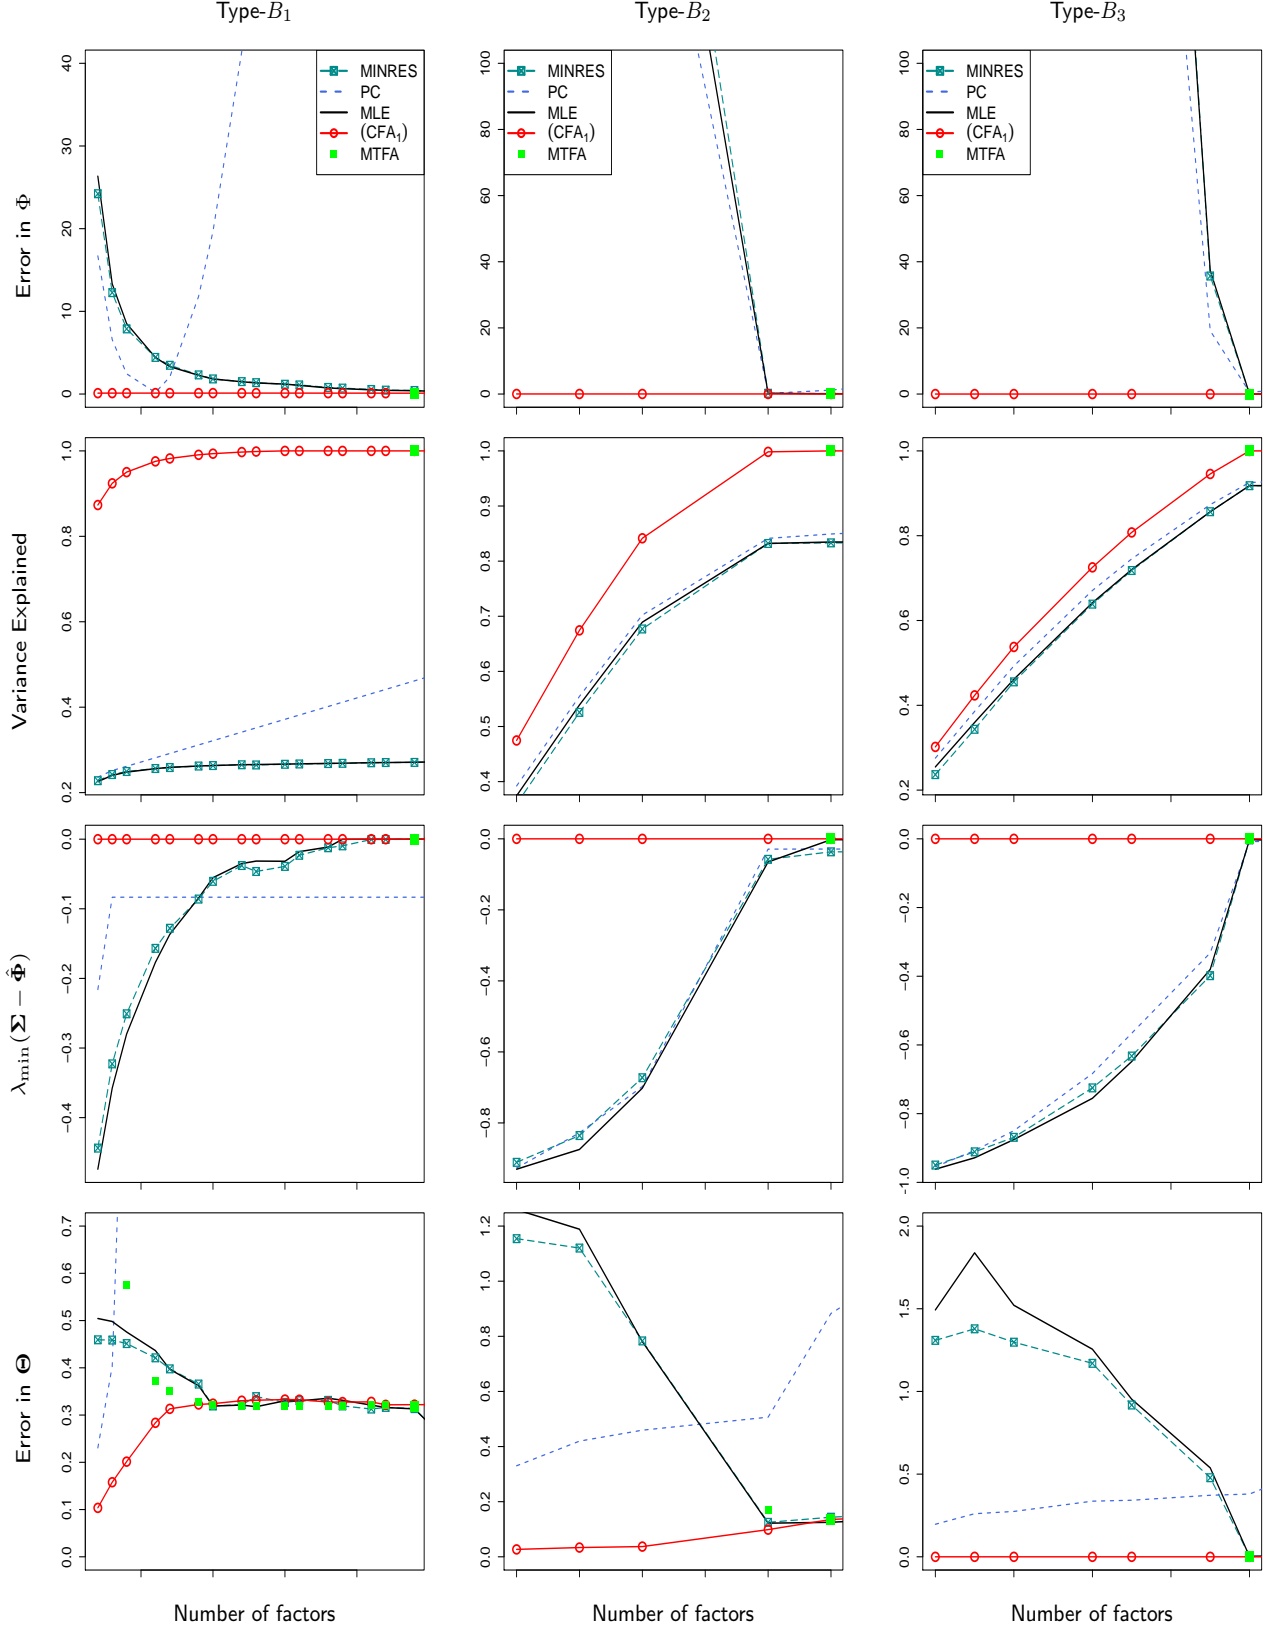 Type-B₁ Type-B₂ Type-B₃
Error in Φ
0 10 20 30 40
MINRES
PC
MLE
(CFA₁)
MTFA
0 20 40 60 80 100
MINRES
PC
MLE
(CFA₁)
MTFA
0 20 40 60 80 100
MINRES
PC
MLE
(CFA₁)
MTFA
Variance Explained
0.2 0.4 0.6 0.8 1.0
0.4 0.5 0.6 0.7 0.8 0.9 1.0
0.2 0.4 0.6 0.8 1.0
λmin(Σ − Φ̂)
−0.4 −0.3 −0.2 −0.1 0.0
−0.8 −0.6 −0.4 −0.2 0.0
−1.0 −0.8 −0.6 −0.4 −0.2 0.0
Error in Θ
0.0 0.1 0.2 0.3 0.4 0.5 0.6 0.7
0.0 0.2 0.4 0.6 0.8 1.0 1.2
0.0 0.5 1.0 1.5 2.0
Number of factors Number of factors Number of factors